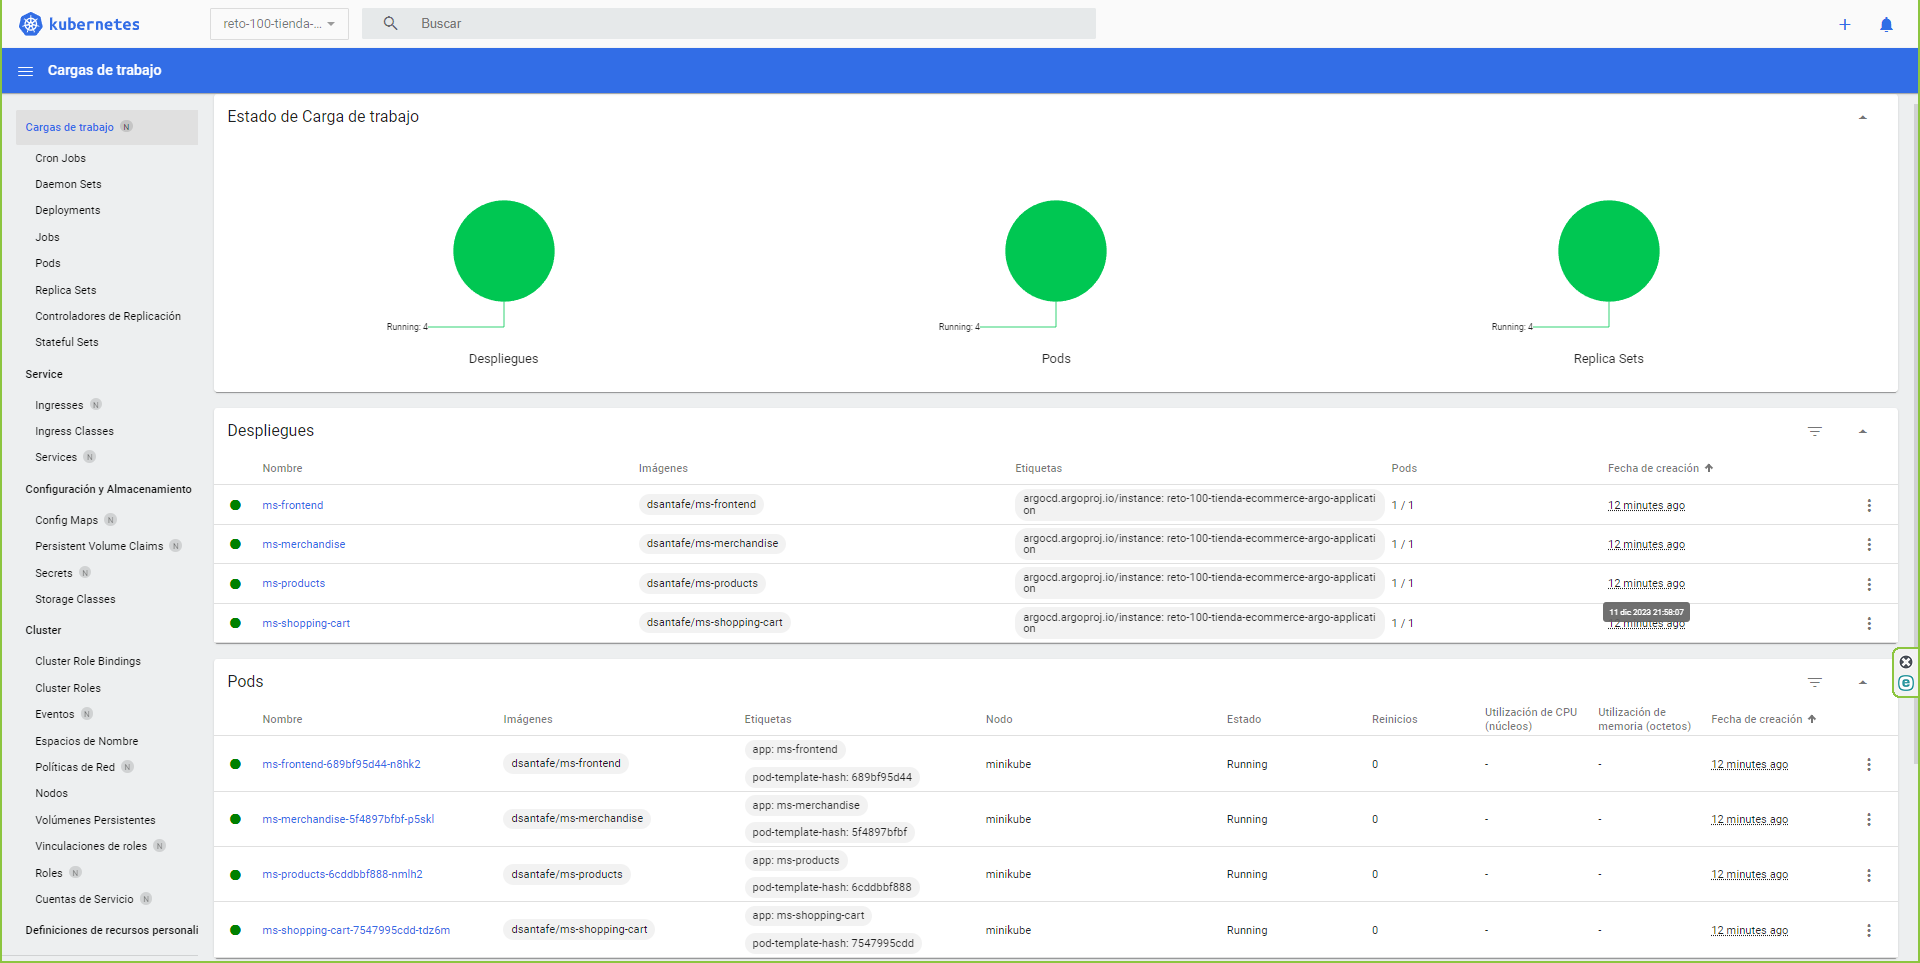 kubernetes
reto-100-tienda-...
Buscar
Cargas de trabajo
Cargas de trabajo N
Cron Jobs
Daemon Sets
Deployments
Jobs
Pods
Replica Sets
Controladores de Replicación
Stateful Sets
Service
Ingresses N
Ingress Classes
Services N
Configuración y Almacenamiento
Config Maps N
Persistent Volume Claims N
Secrets N
Storage Classes
Cluster
Cluster Role Bindings
Cluster Roles
Eventos N
Espacios de Nombre
Políticas de Red N
Nodos
Volúmenes Persistentes
Vinculaciones de roles N
Roles N
Cuentas de Servicio N
Definiciones de recursos personali
Estado de Carga de trabajo
Running: 4
Despliegues
Running: 4
Pods
Running: 4
Replica Sets
Despliegues
Nombre Imágenes Etiquetas Pods Fecha de creación
ms-frontend dsantafe/ms-frontend argocd.argoproj.io/instance: reto-100-tienda-ecommerce-argo-applicati
on 1 / 1 12 minutes ago
ms-merchandise dsantafe/ms-merchandise argocd.argoproj.io/instance: reto-100-tienda-ecommerce-argo-applicati
on 1 / 1 12 minutes ago
ms-products dsantafe/ms-products argocd.argoproj.io/instance: reto-100-tienda-ecommerce-argo-applicati
on 1 / 1 12 minutes ago
11 dic 2023 21:58:07
ms-shopping-cart dsantafe/ms-shopping-cart argocd.argoproj.io/instance: reto-100-tienda-ecommerce-argo-applicati
on 1 / 1 12 minutes ago
Pods
Nombre Imágenes Etiquetas Nodo Estado Reinicios Utilización de CPU
(núcleos) Utilización de
memoria (octetos) Fecha de creación
ms-frontend-689bf95d44-n8hk2 dsantafe/ms-frontend app: ms-frontend
pod-template-hash: 689bf95d44 minikube Running 0 - - 12 minutes ago
ms-merchandise-5f4897bfbf-p5skl dsantafe/ms-merchandise app: ms-merchandise
pod-template-hash: 5f4897bfbf minikube Running 0 - - 12 minutes ago
ms-products-6cddbbf888-nmlh2 dsantafe/ms-products app: ms-products
pod-template-hash: 6cddbbf888 minikube Running 0 - - 12 minutes ago
ms-shopping-cart-7547995cdd-tdz6m dsantafe/ms-shopping-cart app: ms-shopping-cart
pod-template-hash: 7547995cdd minikube Running 0 - - 12 minutes ago